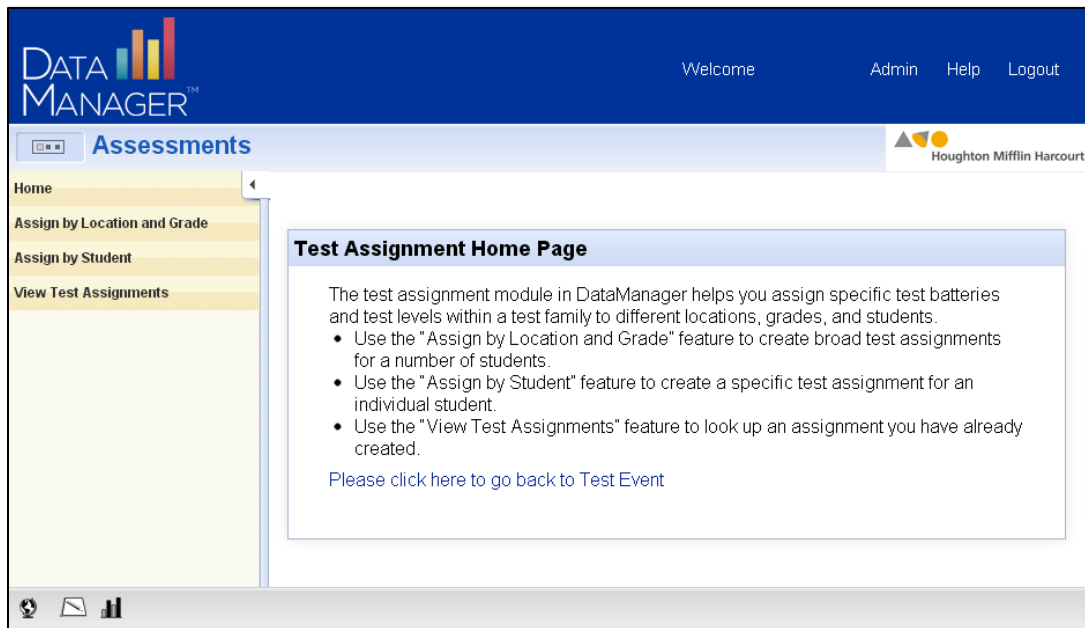 DATA
MANAGER™
Welcome Admin Help Logout
Assessments
Houghton Mifflin Harcourt
Home
Assign by Location and Grade
Assign by Student
View Test Assignments
Test Assignment Home Page
The test assignment module in DataManager helps you assign specific test batteries
and test levels within a test family to different locations, grades, and students.
• Use the "Assign by Location and Grade" feature to create broad test assignments
for a number of students.
• Use the "Assign by Student" feature to create a specific test assignment for an
individual student.
• Use the "View Test Assignments" feature to look up an assignment you have already
created.
Please click here to go back to Test Event